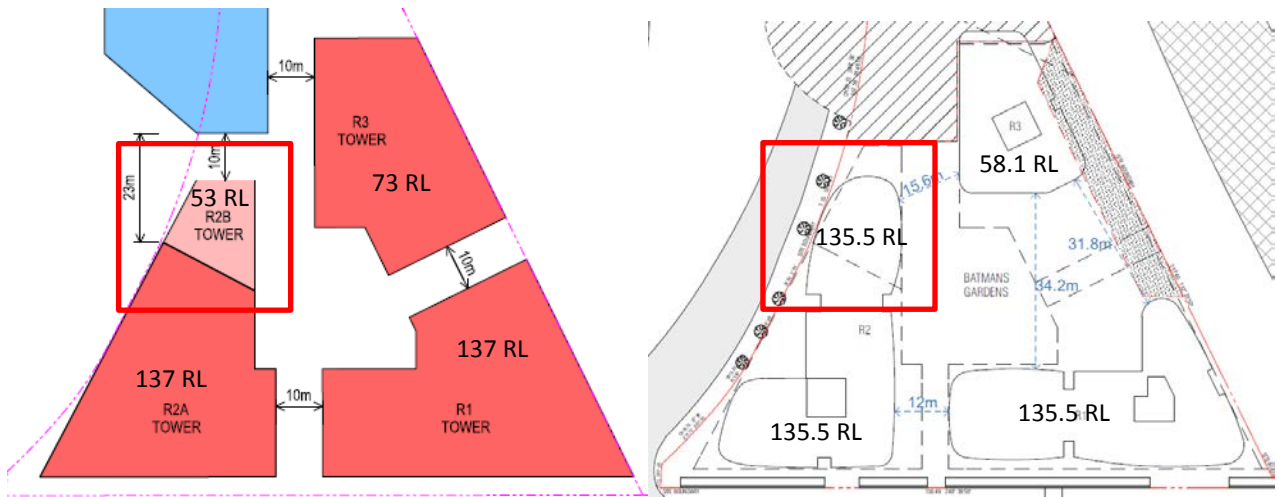 10m
R3
TOWER
73 RL
23m
10m
53 RL
R2B
TOWER
10m
137 RL
R2A
TOWER
10m
137 RL
R1
TOWER
R3
58.1 RL
15.6m
135.5 RL
31.8m
BATMANS
GARDENS
34.2m
R2
12m
135.5 RL
135.5 RL
SITE BOUNDARY